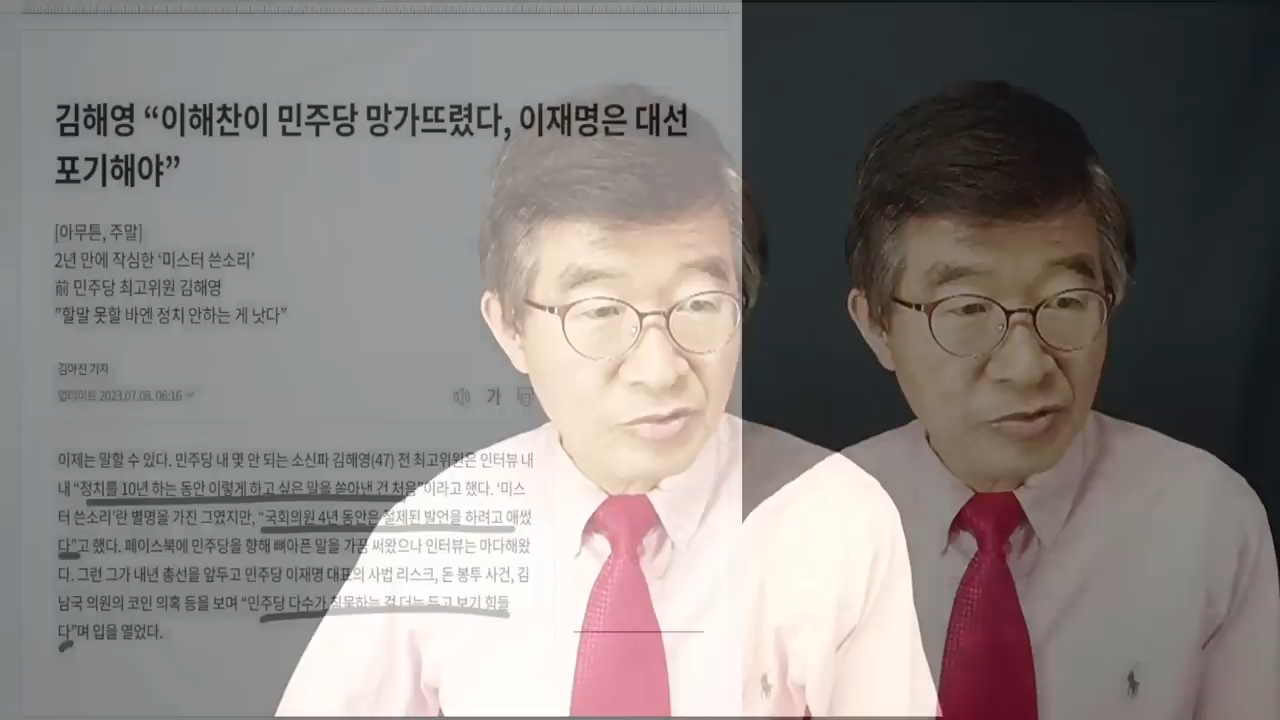 김해영 “이해찬이 민주당 망가뜨렸다, 이재명은 대선
포기해야”
[아무튼, 주말]
2년 만에 작심한 ‘미스터 쓴소리’
前 민주당 최고위원 김해영
"할말 못할 바엔 정치 안하는 게 낫다"
김아진 기자
업데이트 2023.07.08. 06:16
가
이제는 말할 수 있다. 민주당 내 몇 안 되는 소신파 김해영(47) 전 최고위원은 인터뷰 내
내 “정치를 10년 하는 동안 이렇게 하고 싶은 말을 쏟아낸 건 처음”이라고 했다. ‘미스
터 쓴소리’란 별명을 가진 그였지만, “국회의원 4년 동안은 절제된 발언을 하려고 애썼
다”고 했다. 페이스북에 민주당을 향해 뼈아픈 말을 가끔 써왔으나 인터뷰는 마다해왔
다. 그런 그가 내년 총선을 앞두고 민주당 이재명 대표의 사법 리스크, 돈 봉투 사건, 김
남국 의원의 코인 의혹 등을 보며 “민주당 다수가 침묵하는 걸 더는 두고 보기 힘들
다”며 입을 열었다.